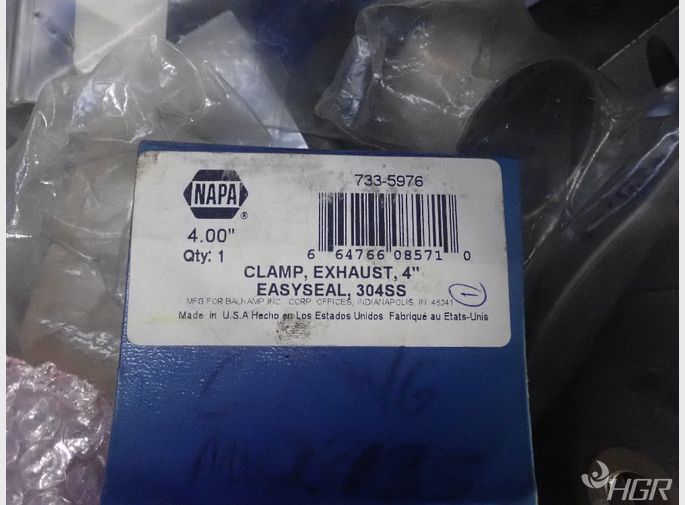 NAPA ®
733-5976
4.00"
Qty: 1
6 64766 08571 0
CLAMP, EXHAUST, 4"
EASYSEAL, 304SS
1
MFG FOR BALKAMP INC. CORP. OFFICES, INDIANAPOLIS, IN. 46241
Made in U.S.A Hecho en Los Estados Unidos Fabriqué au Etats-Unis
HGR